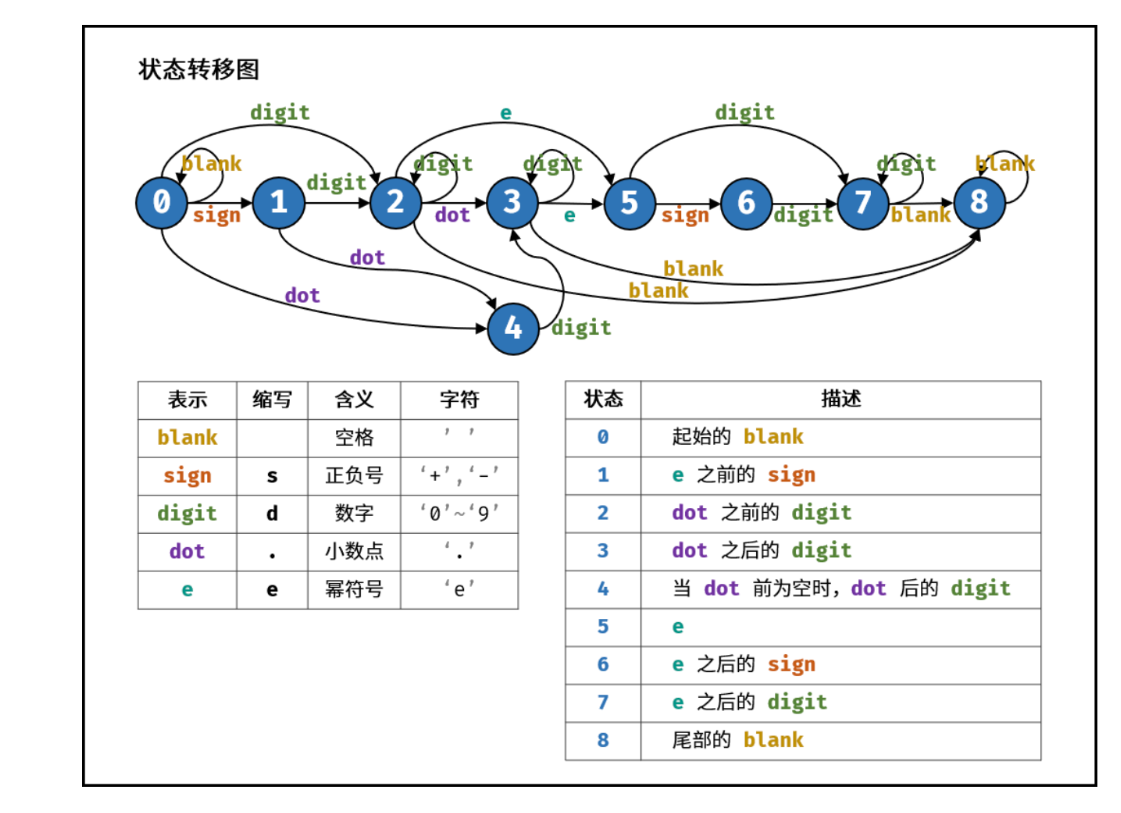 状态转移图
digit e digit
blank digit digit digit blank
digit
0 1 2 3 5 6 7 8
sign dot e sign digit blank
dot
blank
dot
blank
4
digit
表示 缩写 含义 字符
blank 空格 ' '
sign s 正负号 ‘+’,‘-’
digit d 数字 ‘0’~‘9’
dot . 小数点 ‘.’
e e 幂符号 ‘e’
状态 描述
0 起始的 blank
1 e 之前的 sign
2 dot 之前的 digit
3 dot 之后的 digit
4 当 dot 前为空时，dot 后的 digit
5 e
6 e 之后的 sign
7 e 之后的 digit
8 尾部的 blank